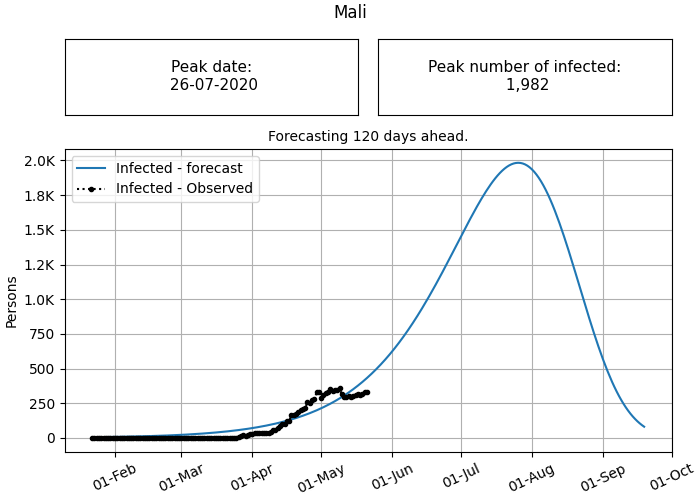 Mali
Peak date:
26-07-2020
Peak number of infected:
1,982
Forecasting 120 days ahead.
Infected - forecast
Infected - Observed
Persons
2.0K
1.8K
1.5K
1.2K
1.0K
750
500
250
0
01-Feb
01-Mar
01-Apr
01-May
01-Jun
01-Jul
01-Aug
01-Sep
01-Oct